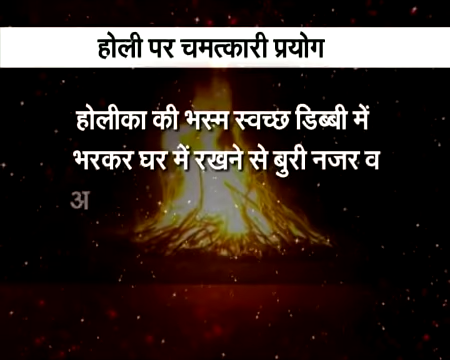 होली पर चमत्कारी प्रयोग
होलीका की भस्म स्वच्छ डिब्बी में
भरकर घर में रखने से बुरी नजर व
अ